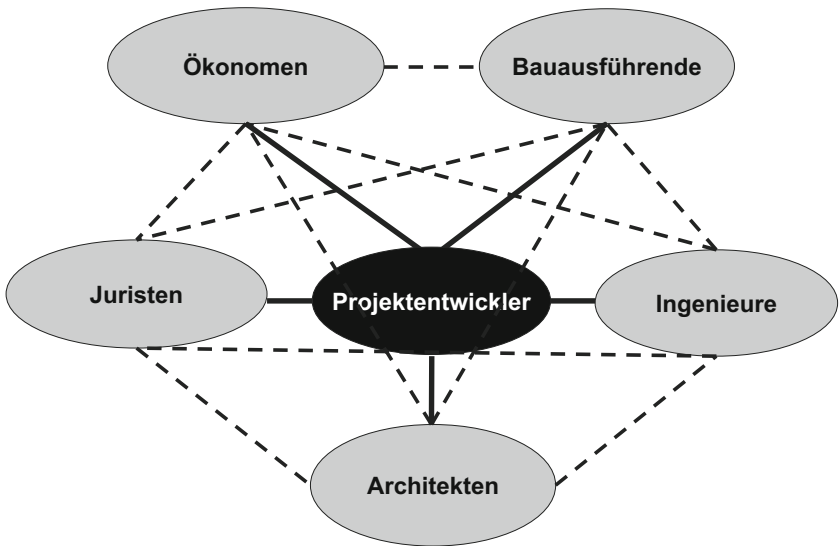 Ökonomen
Bauausführende
Juristen
Projektentwickler
Ingenieure
Architekten